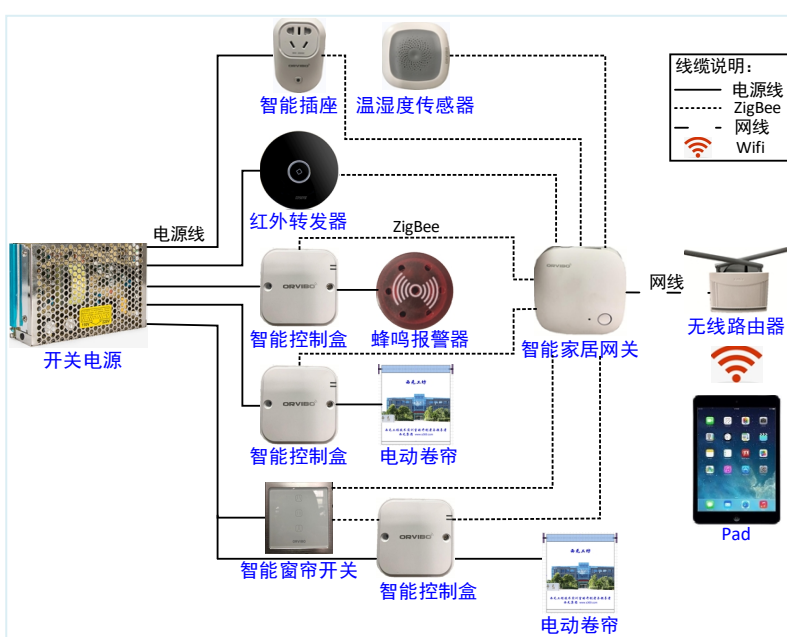 智能插座
温湿度传感器
线缆说明:
电源线
ZigBee
网线
Wifi
红外转发器
电源线
ZigBee
ORVIBO
ORVIBO
网线
开关电源
智能控制盒
蜂鸣报警器
智能家居网关
无线路由器
ORVIBO
智能控制盒
电动卷帘
ORVIBO
Pad
智能窗帘开关
智能控制盒
电动卷帘